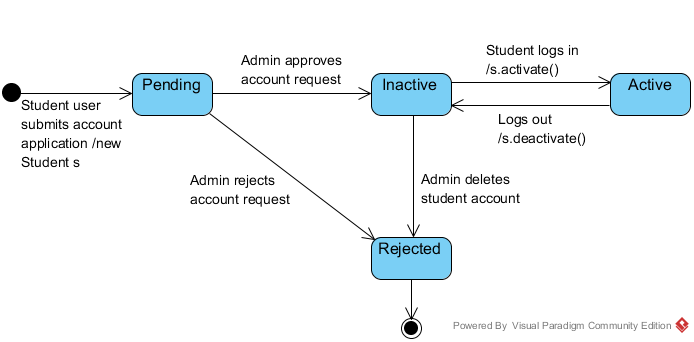 Student logs in
/s.activate()
Admin approves
account request
Pending
Inactive
Active
Student user
submits account
application /new
Student s
Logs out
/s.deactivate()
Admin rejects
account request
Admin deletes
student account
Rejected
Powered By Visual Paradigm Community Edition